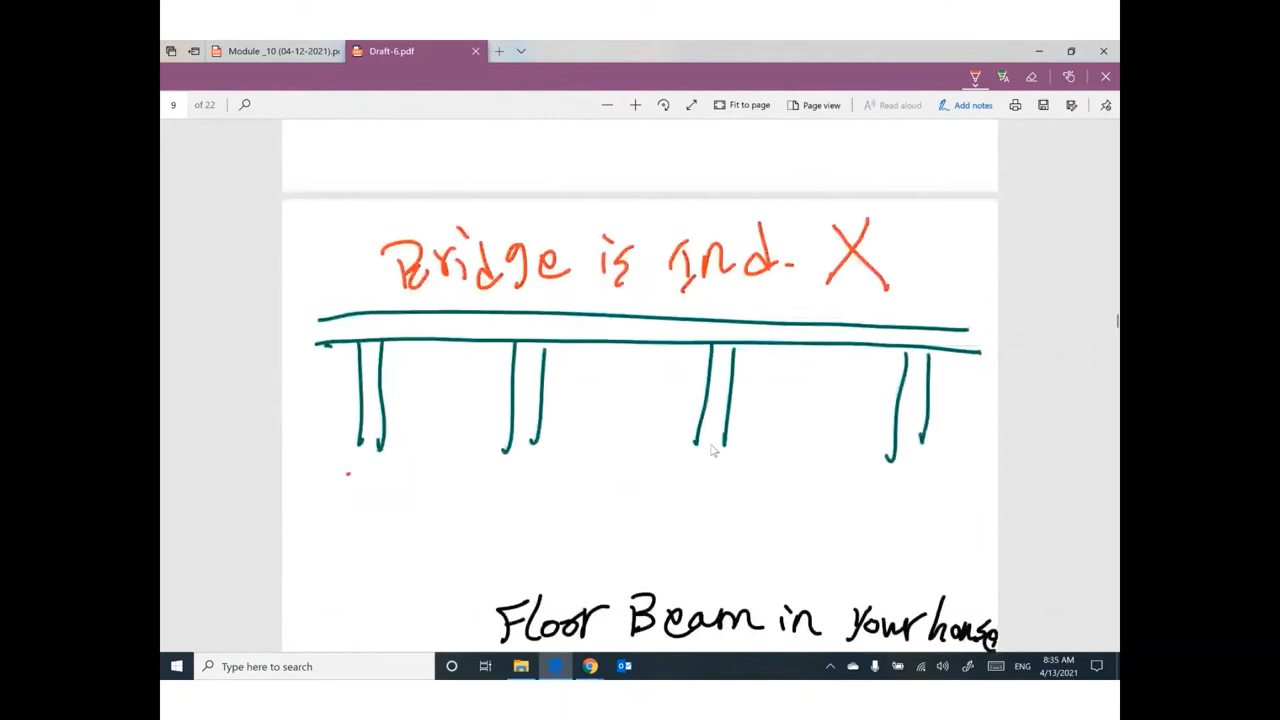 Module _10 (04-12-2021).p
Draft-6.pdf
9 of 22
Fit to page
Page view
Read aloud
Add notes
Bridge is Ind. X
Floor Beam in your house
Type here to search
ENG
8:35 AM
4/13/2021